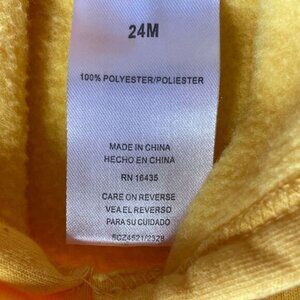 24M
100% POLYESTER/POLIESTER
MADE IN CHINA
HECHO EN CHINA
RN 16435
CARE ON REVERSE
VEA EL REVERSO
PARA SU CUIDADO